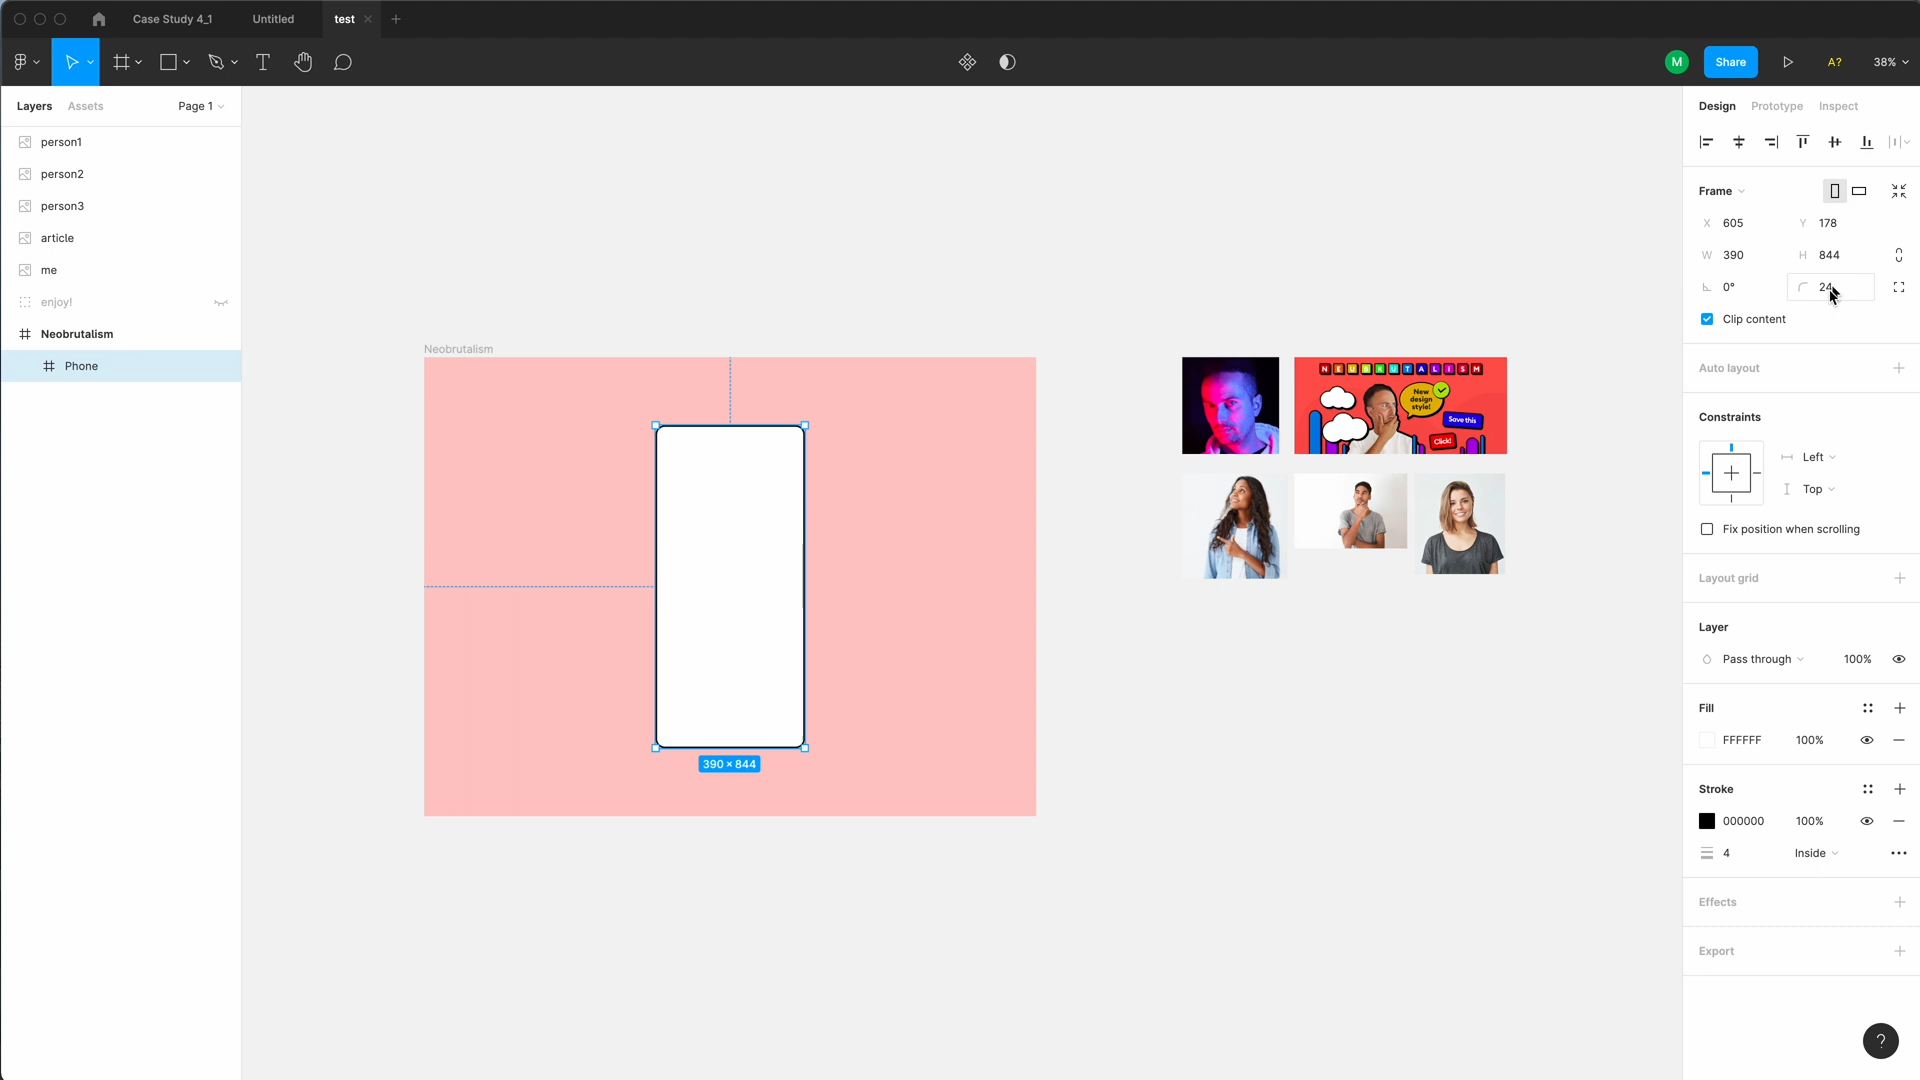 Case Study 4_1
Untitled
test
M
Share
A?
38%
Layers
Assets
Page 1
person1
person2
person3
article
me
enjoy!
Neobrutalism
Phone
Neobrutalism
390 × 844
NEUBRUTALISM
New
design
style!
Save this
Click!
Design
Prototype
Inspect
Frame
X 605
Y 178
W 390
H 844
0°
24
Clip content
Auto layout
Constraints
Left
Top
Fix position when scrolling
Layout grid
Layer
Pass through
100%
Fill
FFFFFF
100%
Stroke
000000
100%
4
Inside
Effects
Export
?